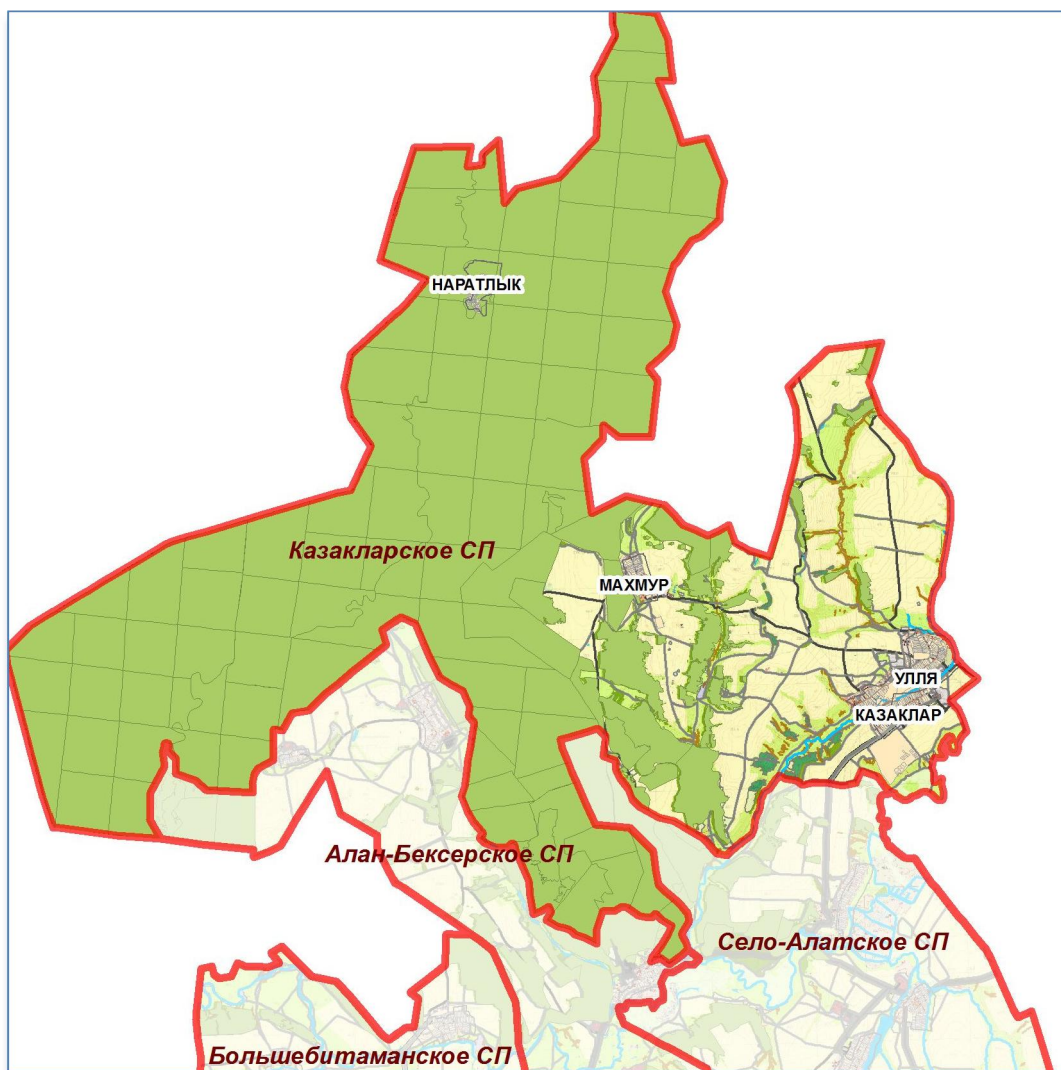 НАРАТЛЫК
Казакларское СП
МАХМУР
УЛЛЯ
КАЗАКЛАР
Алан-Бексерское СП
Село-Алатское СП
Большебитаманское СП